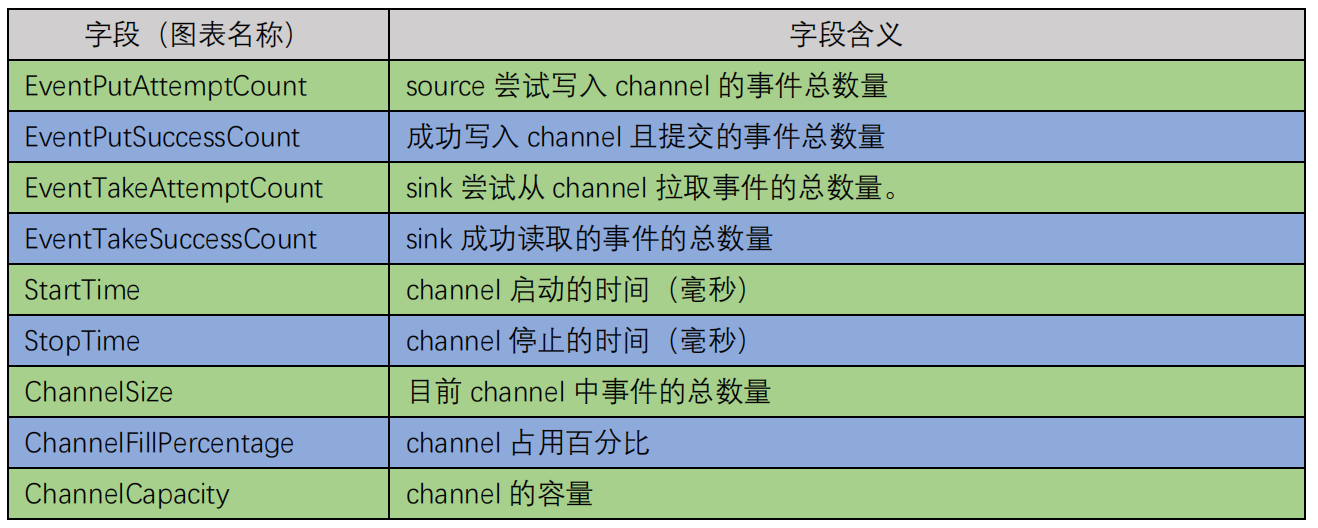 字段（图表名称） 字段含义
EventPutAttemptCount source 尝试写入 channel 的事件总数量
EventPutSuccessCount 成功写入 channel 且提交的事件总数量
EventTakeAttemptCount sink 尝试从 channel 拉取事件的总数量。
EventTakeSuccessCount sink 成功读取的事件的总数量
StartTime channel 启动的时间（毫秒）
StopTime channel 停止的时间（毫秒）
ChannelSize 目前 channel 中事件的总数量
ChannelFillPercentage channel 占用百分比
ChannelCapacity channel 的容量